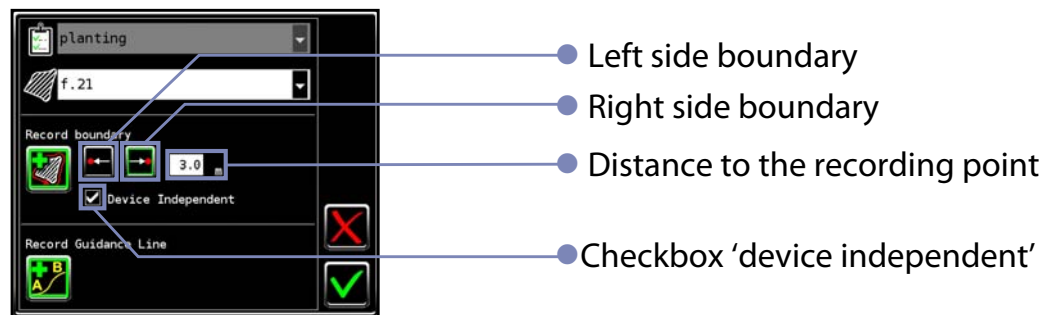 planting
f.21
Record boundary
3.0 m
Device Independent
Record Guidance Line
A B
Left side boundary
Right side boundary
Distance to the recording point
Checkbox ‘device independent’